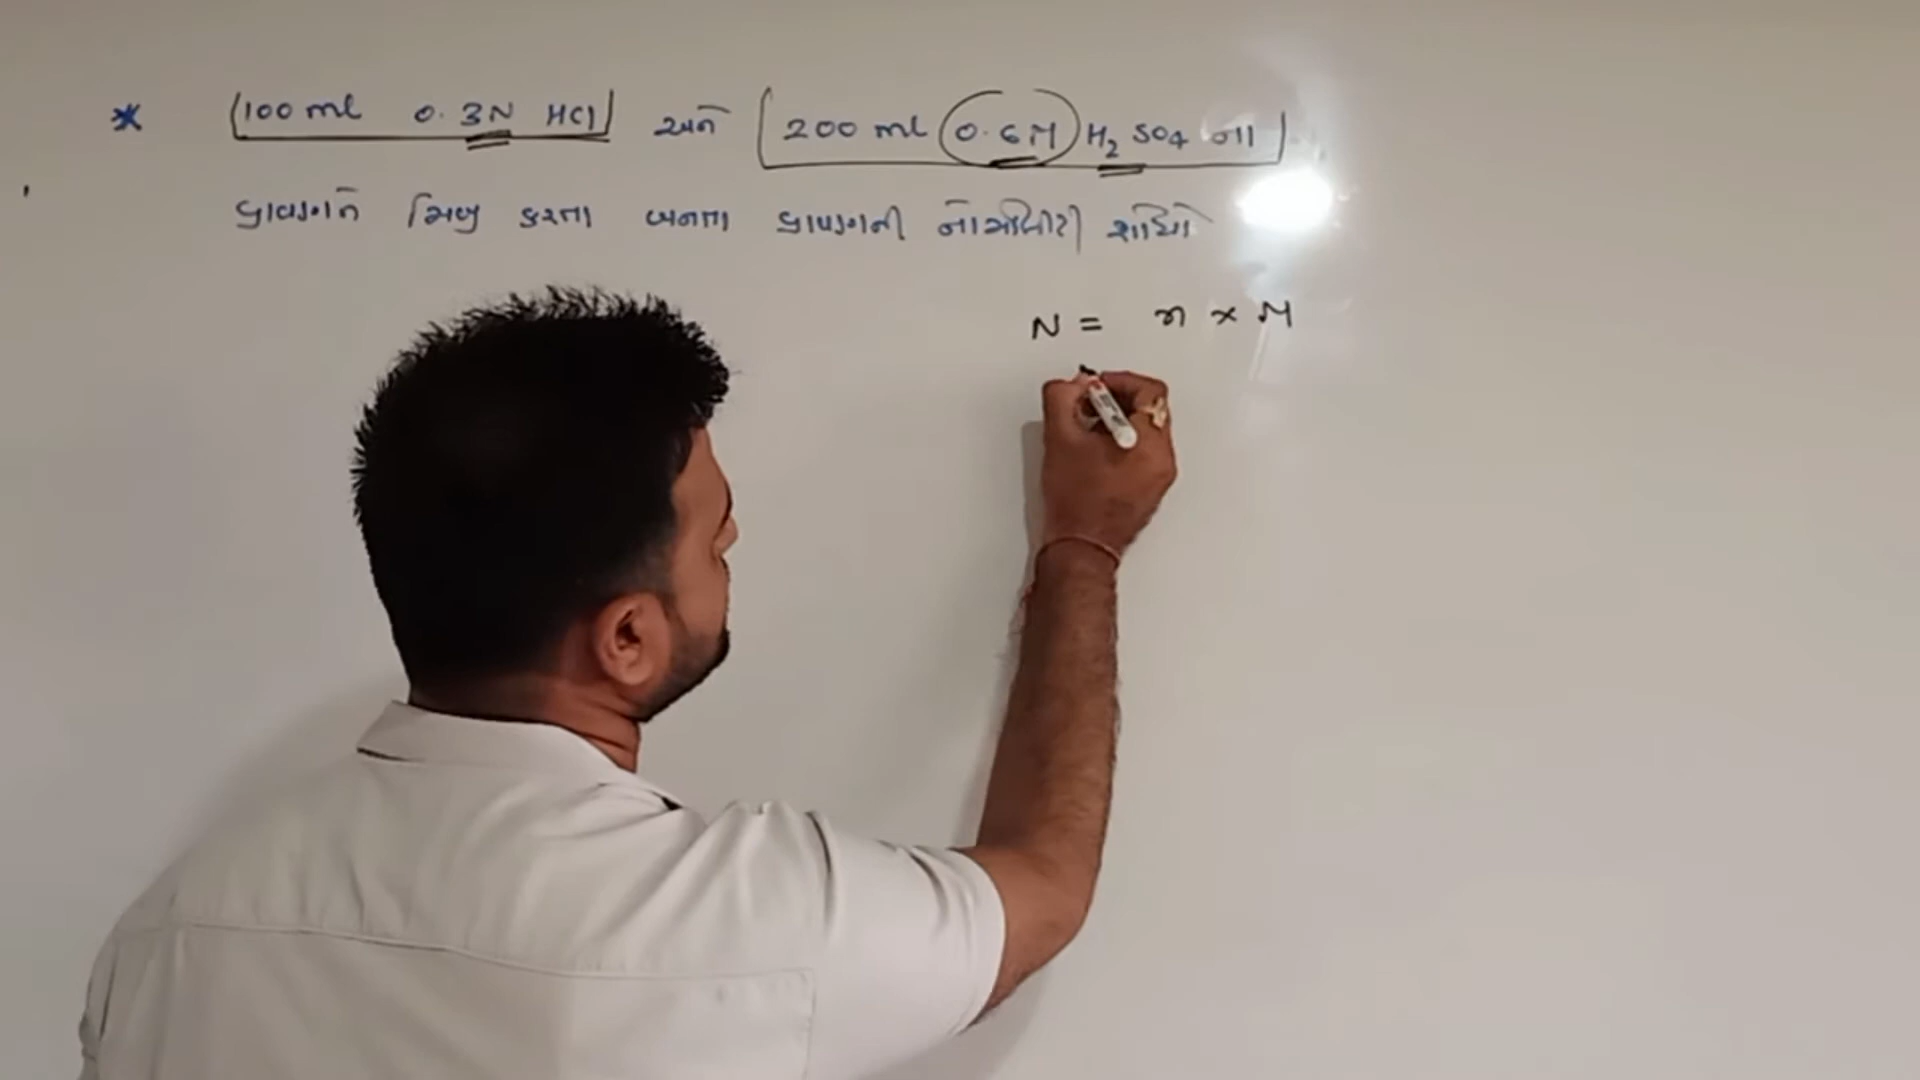 * 100 ml 0.3N HCl અને 200 ml 0.6M H₂SO₄ ના
દ્રાવણને મિશ્ર કરતા બનતા દ્રાવણની નોર્માલીટી શોધો
N = n × M